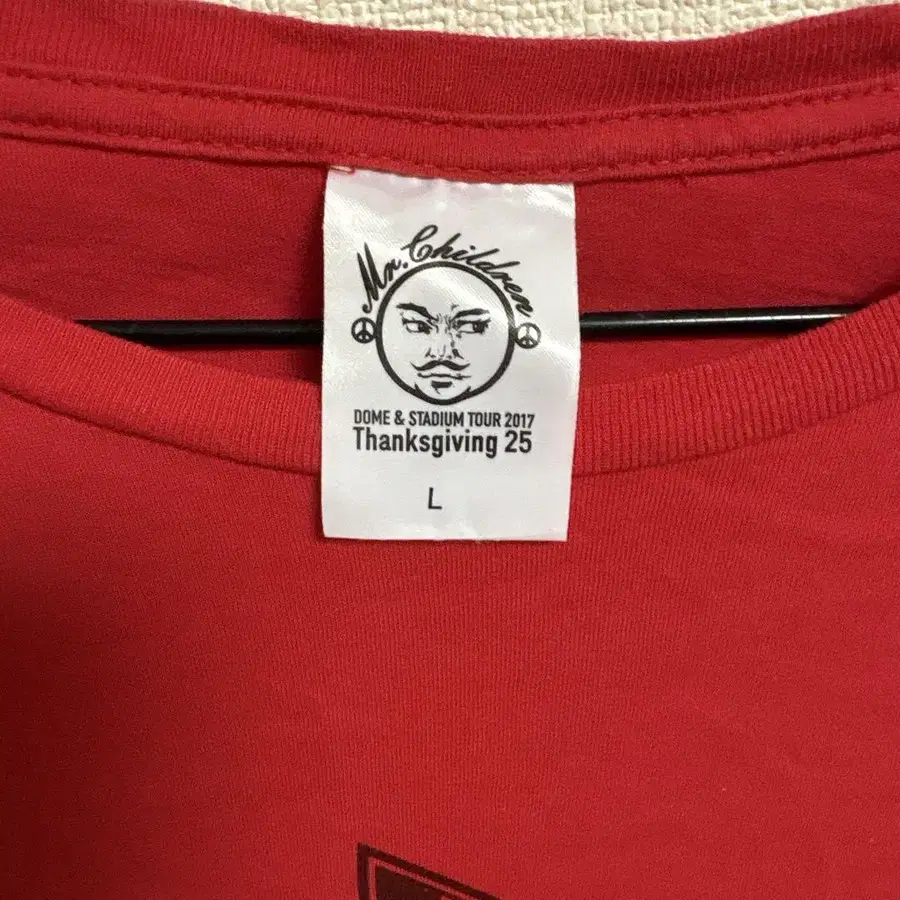 Mr.Children
DOME & STADIUM TOUR 2017
Thanksgiving 25
L